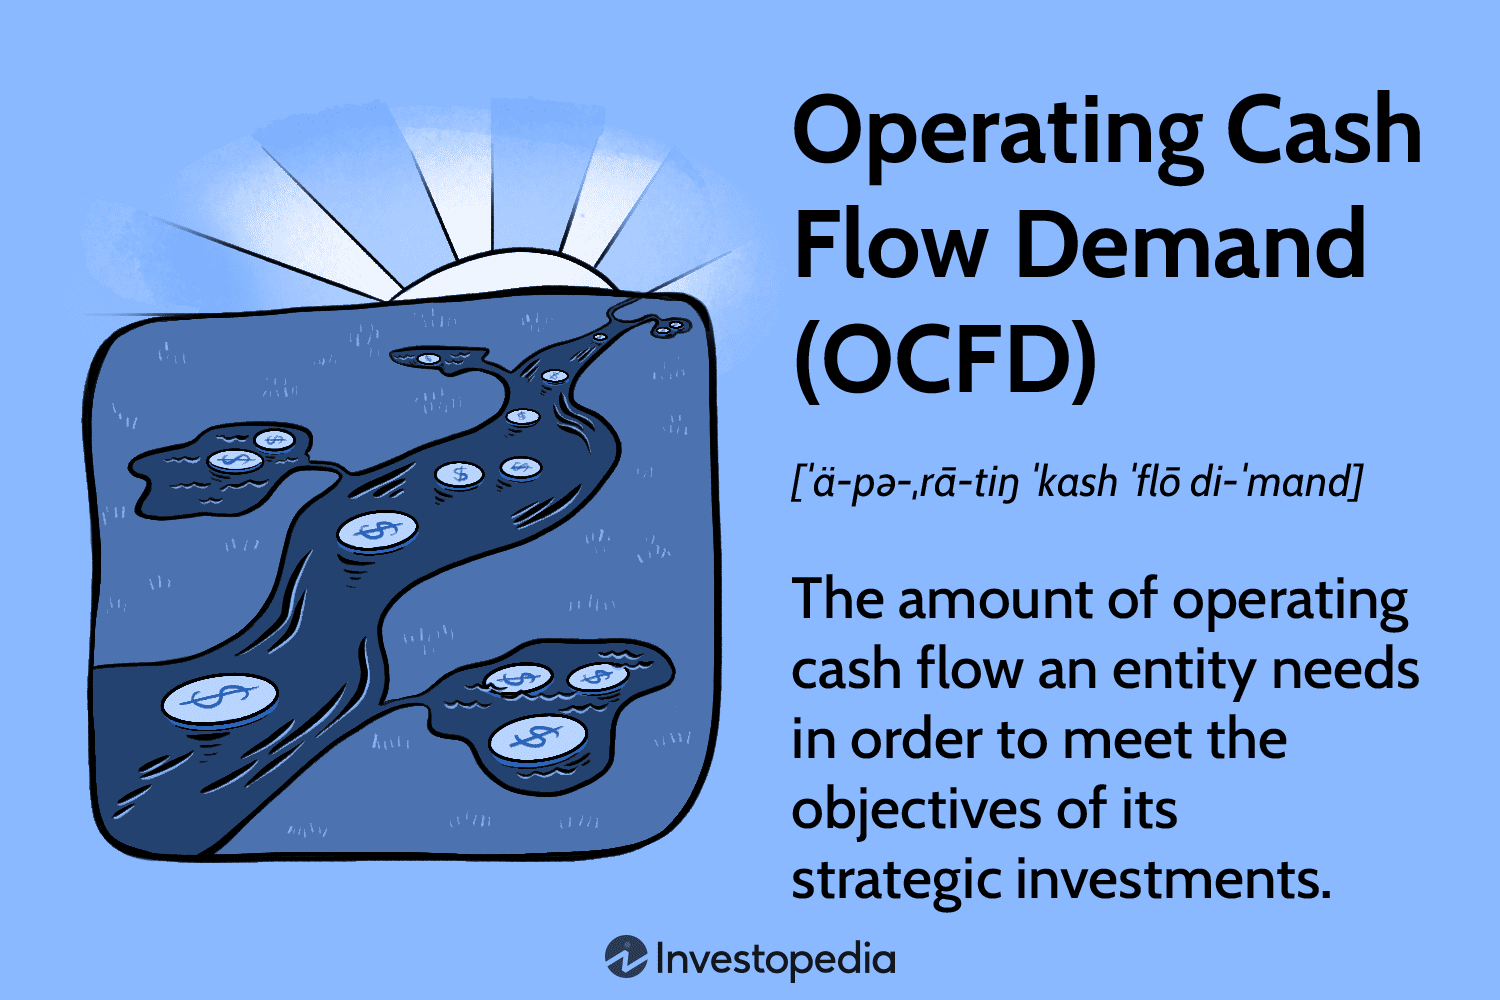 Operating Cash
Flow Demand
(OCFD)
[ˈä-pə-ˌrā-tiŋ ˈkash ˈflō di-ˈmand]
The amount of operating
cash flow an entity needs
in order to meet the
objectives of its
strategic investments.
$
$
$
$
$
$
$
$
$
$
$
$
Investopedia